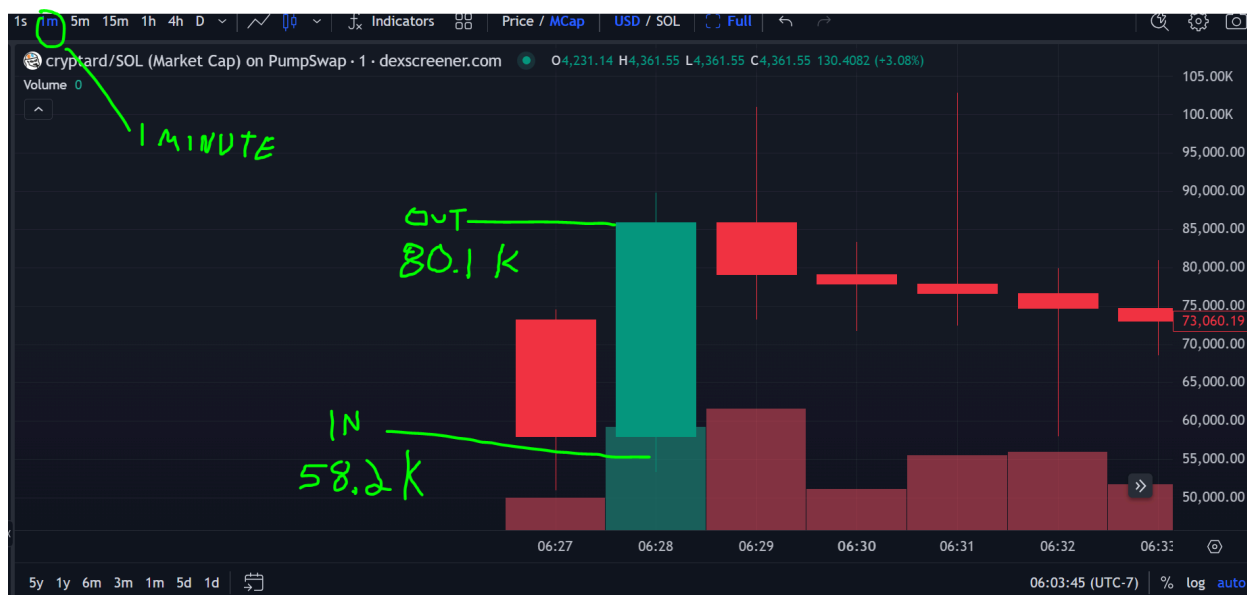 1s 1m 5m 15m 1h 4h D Indicators Price / MCap USD / SOL Full
cryptard/SOL (Market Cap) on PumpSwap · 1 · dexscreener.com O4,231.14 H4,361.55 L4,361.55 C4,361.55 130.4082 (+3.08%)
Volume 0
1 MINUTE
OUT
80.1 K
IN
58.2 K
105.00K
100.00K
95,000.00
90,000.00
85,000.00
80,000.00
75,000.00
73,060.19
70,000.00
65,000.00
60,000.00
55,000.00
50,000.00
06:27 06:28 06:29 06:30 06:31 06:32 06:33
5y 1y 6m 3m 1m 5d 1d 06:03:45 (UTC-7) % log auto